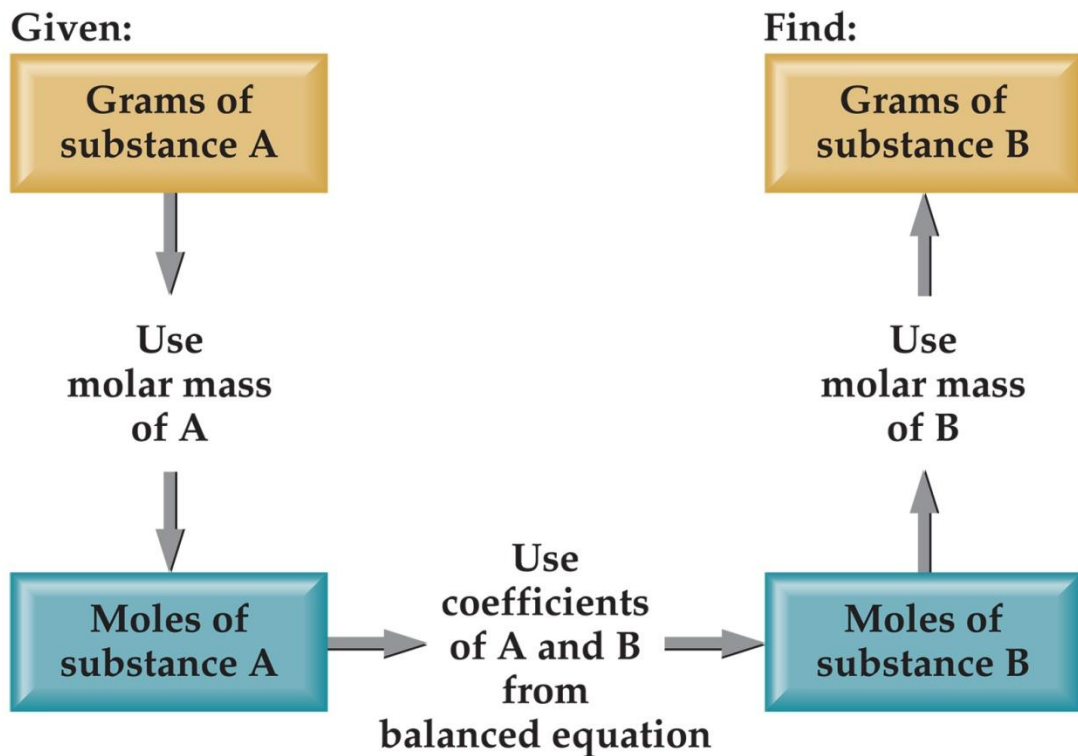 Given:
Grams of
substance A
Use
molar mass
of A
Moles of
substance A
Use
coefficients
of A and B
from
balanced equation
Moles of
substance B
Use
molar mass
of B
Find:
Grams of
substance B